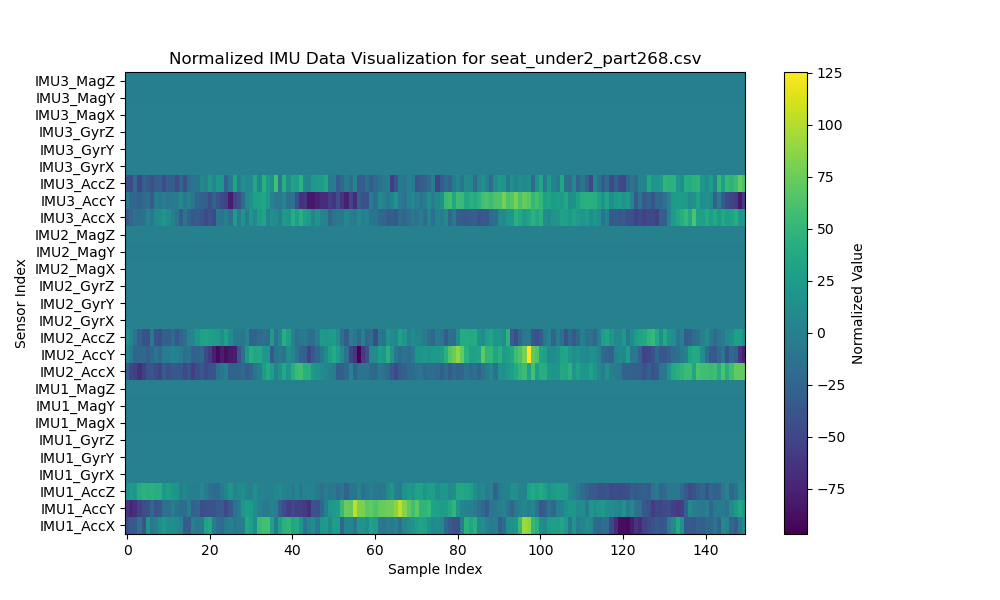 Normalized IMU Data Visualization for seat_under2_part268.csv
IMU3_MagZ
IMU3_MagY
IMU3_MagX
IMU3_GyrZ
IMU3_GyrY
IMU3_GyrX
IMU3_AccZ
IMU3_AccY
IMU3_AccX
IMU2_MagZ
IMU2_MagY
IMU2_MagX
IMU2_GyrZ
IMU2_GyrY
IMU2_GyrX
IMU2_AccZ
IMU2_AccY
IMU2_AccX
IMU1_MagZ
IMU1_MagY
IMU1_MagX
IMU1_GyrZ
IMU1_GyrY
IMU1_GyrX
IMU1_AccZ
IMU1_AccY
IMU1_AccX
Sensor Index
0 20 40 60 80 100 120 140
Sample Index
125
100
75
50
25
0
−25
−50
−75
Normalized Value